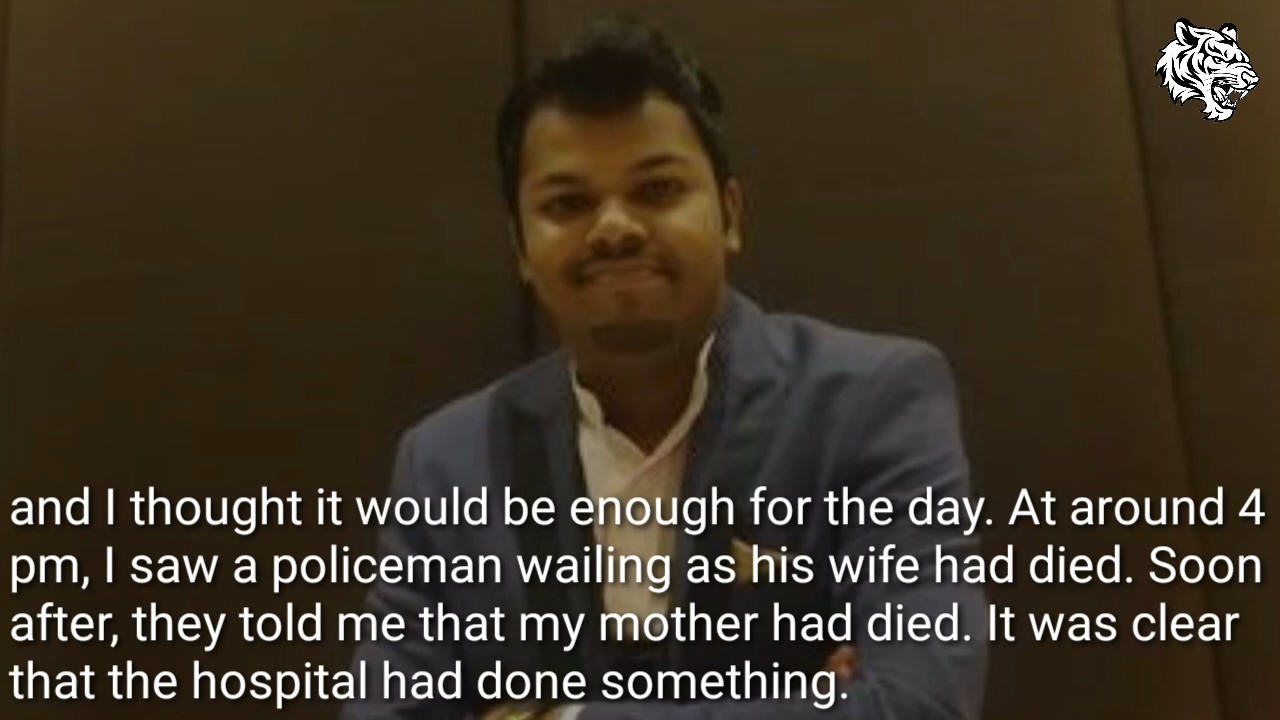 and I thought it would be enough for the day. At around 4
pm, I saw a policeman wailing as his wife had died. Soon
after, they told me that my mother had died. It was clear
that the hospital had done something.